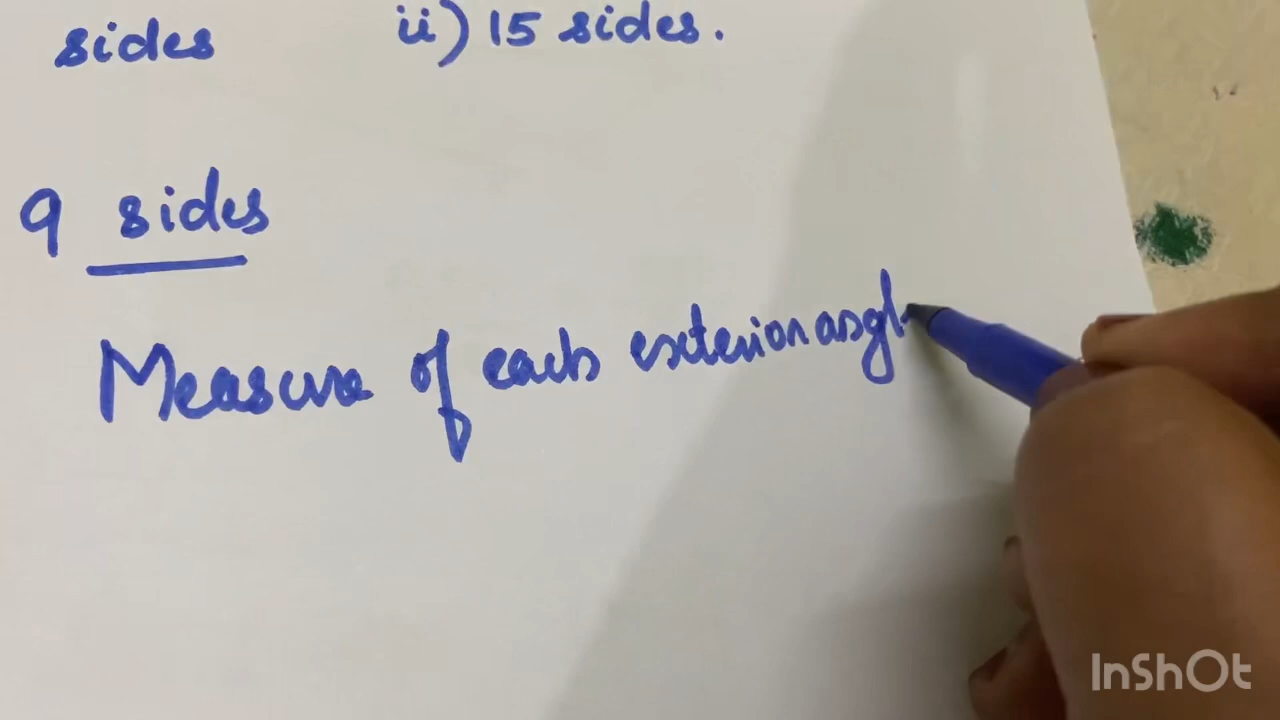 sides ii) 15 sides.
9 sides
Measure of each exterior angl
InShOt